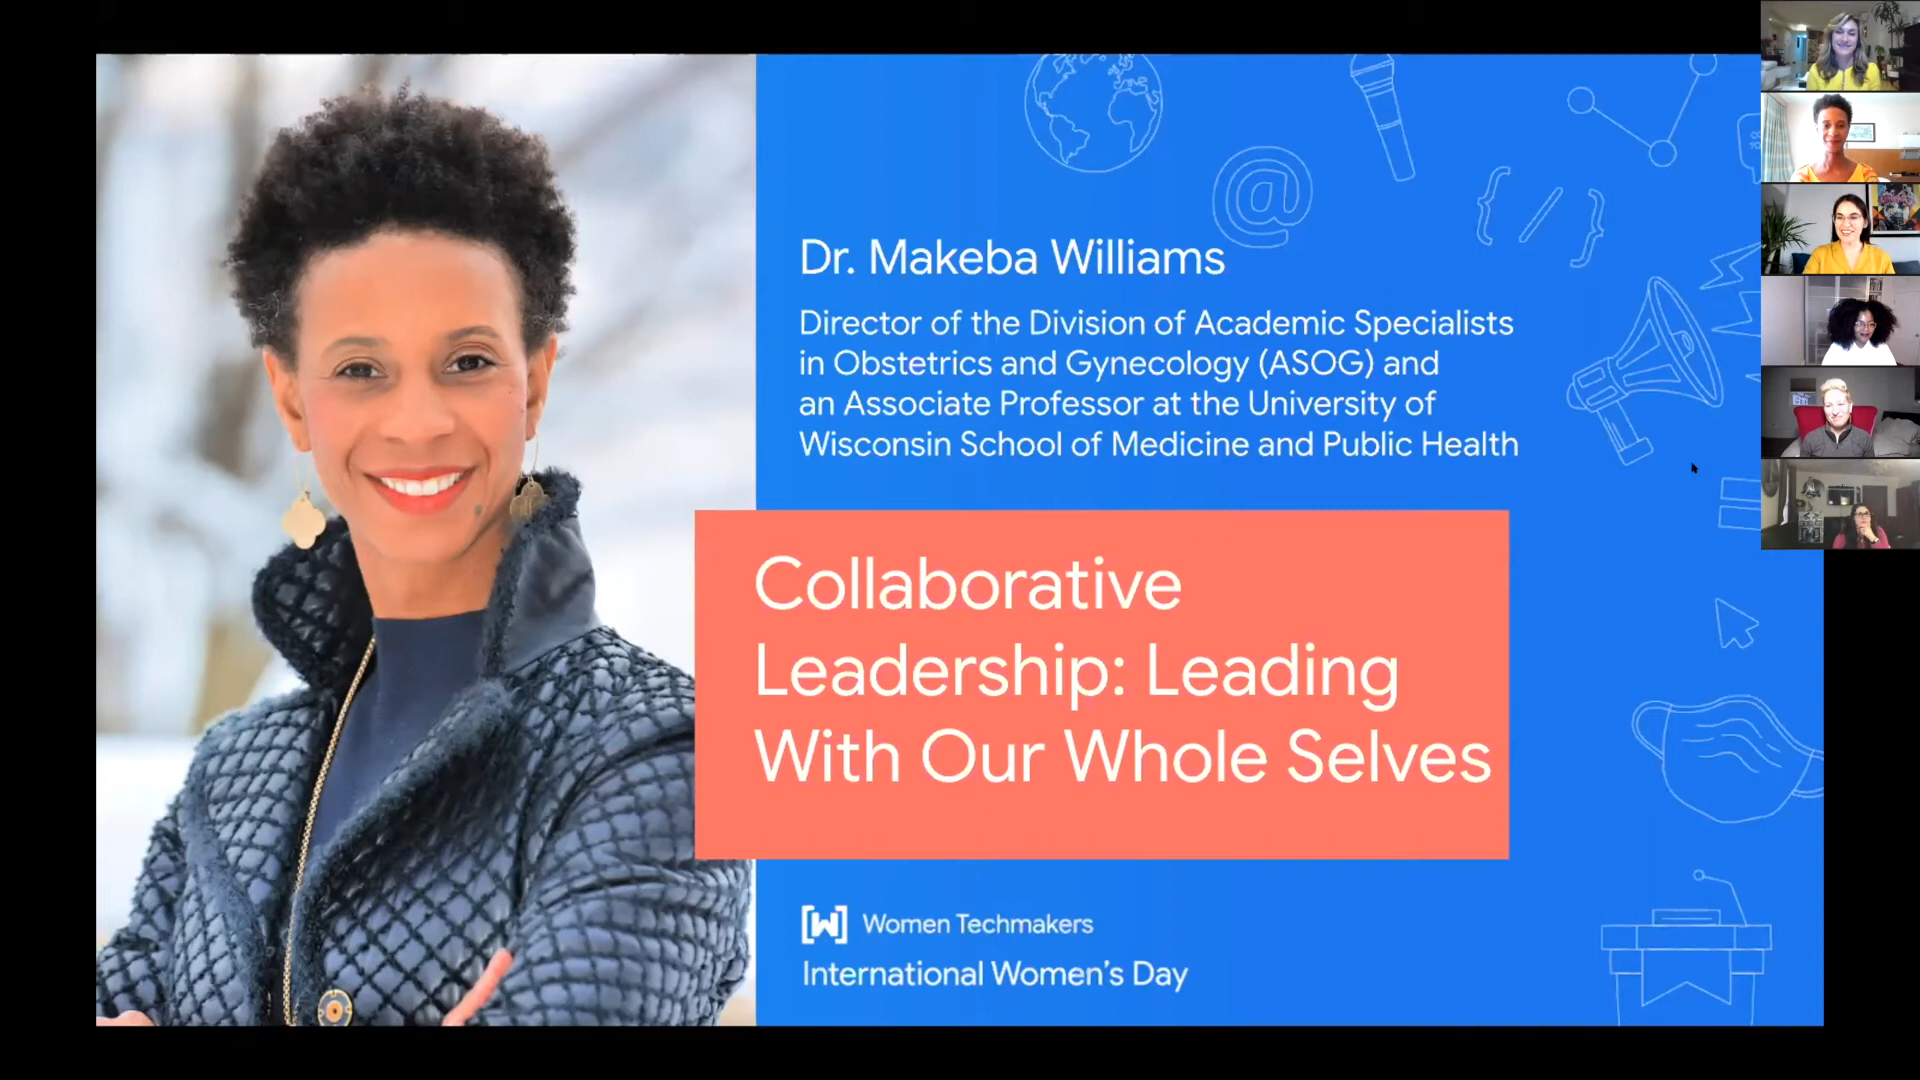 Dr. Makeba Williams
Director of the Division of Academic Specialists
in Obstetrics and Gynecology (ASOG) and
an Associate Professor at the University of
Wisconsin School of Medicine and Public Health
Collaborative
Leadership: Leading
With Our Whole Selves
[W] Women Techmakers
International Women's Day